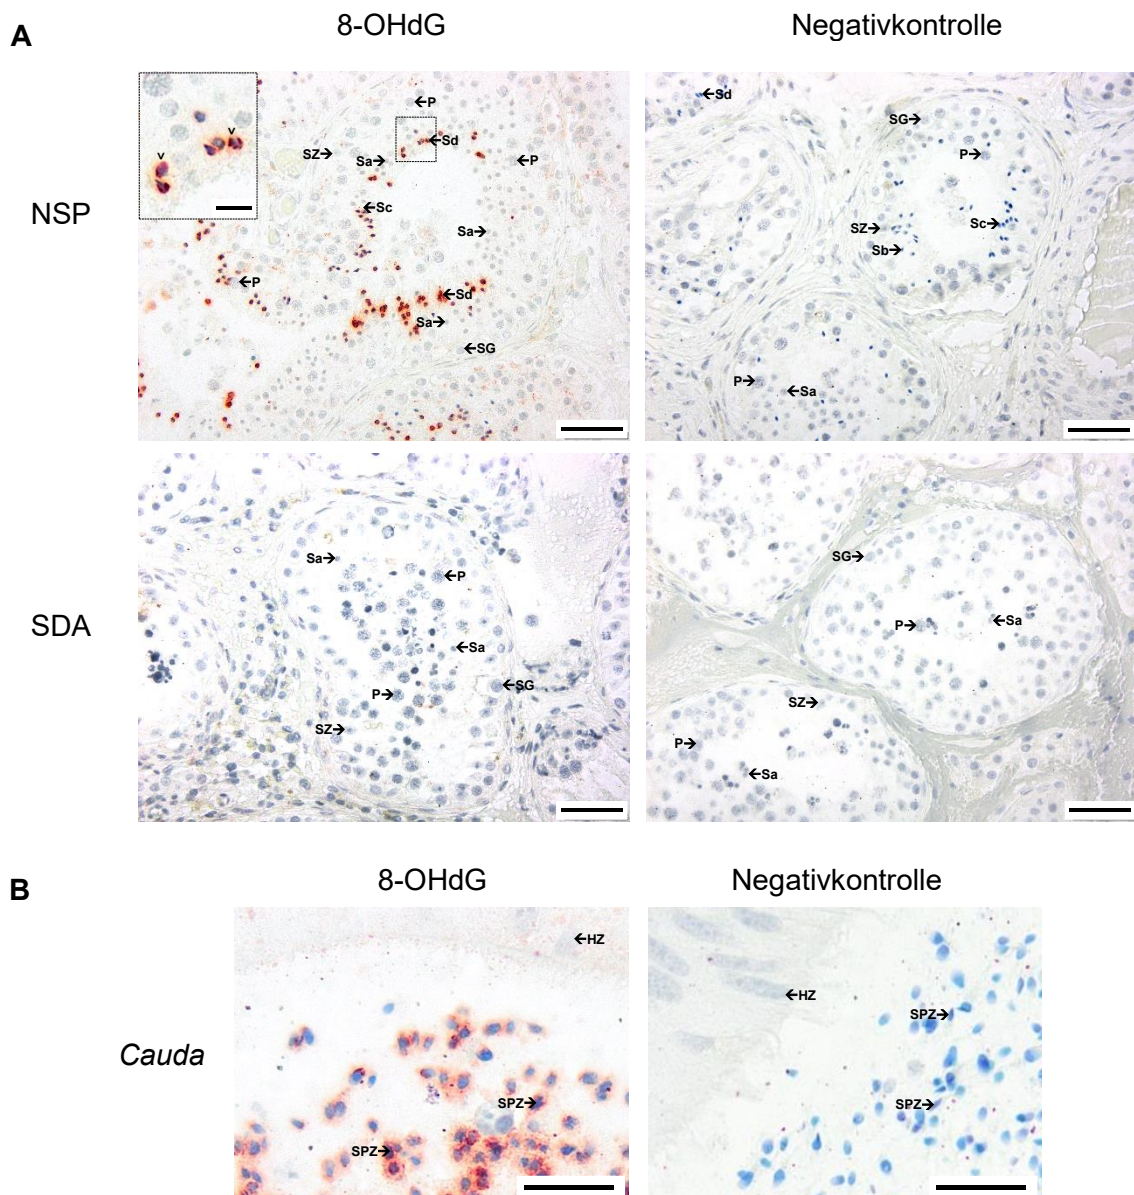 A
8-OHdG
Negativkontrolle
NSP
v
v
←P
←Sd
SZ→
Sa→
←P
←Sc
Sa→
←P
←Sd
Sa→
←SG
→Sd
SG→
P→
SZ→
Sc→
Sb→
P→
←Sa
SDA
Sa→
←P
←Sa
P→
←SG
SZ→
SG→
P→
←Sa
SZ→
P→
←Sa
B
8-OHdG
Negativkontrolle
Cauda
←HZ
SPZ→
SPZ→
←HZ
SPZ→
SPZ→